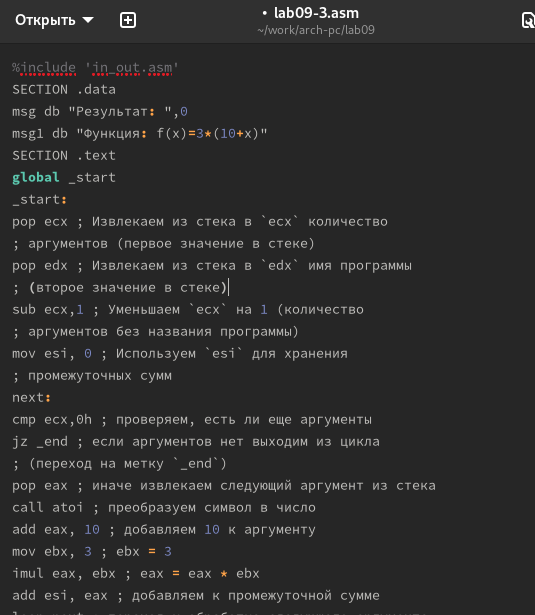 Открыть
• lab09-3.asm
~/work/arch-pc/lab09
%include 'in_out.asm'
SECTION .data
msg db "Результат: ",0
msg1 db "Функция: f(x)=3*(10+x)"
SECTION .text
global _start
_start:
pop ecx ; Извлекаем из стека в `ecx` количество
; аргументов (первое значение в стеке)
pop edx ; Извлекаем из стека в `edx` имя программы
; (второе значение в стеке)
sub ecx,1 ; Уменьшаем `ecx` на 1 (количество
; аргументов без названия программы)
mov esi, 0 ; Используем `esi` для хранения
; промежуточных сумм
next:
cmp ecx,0h ; проверяем, есть ли еще аргументы
jz _end ; если аргументов нет выходим из цикла
; (переход на метку `_end`)
pop eax ; иначе извлекаем следующий аргумент из стека
call atoi ; преобразуем символ в число
add eax, 10 ; добавляем 10 к аргументу
mov ebx, 3 ; ebx = 3
imul eax, ebx ; eax = eax * ebx
add esi, eax ; добавляем к промежуточной сумме